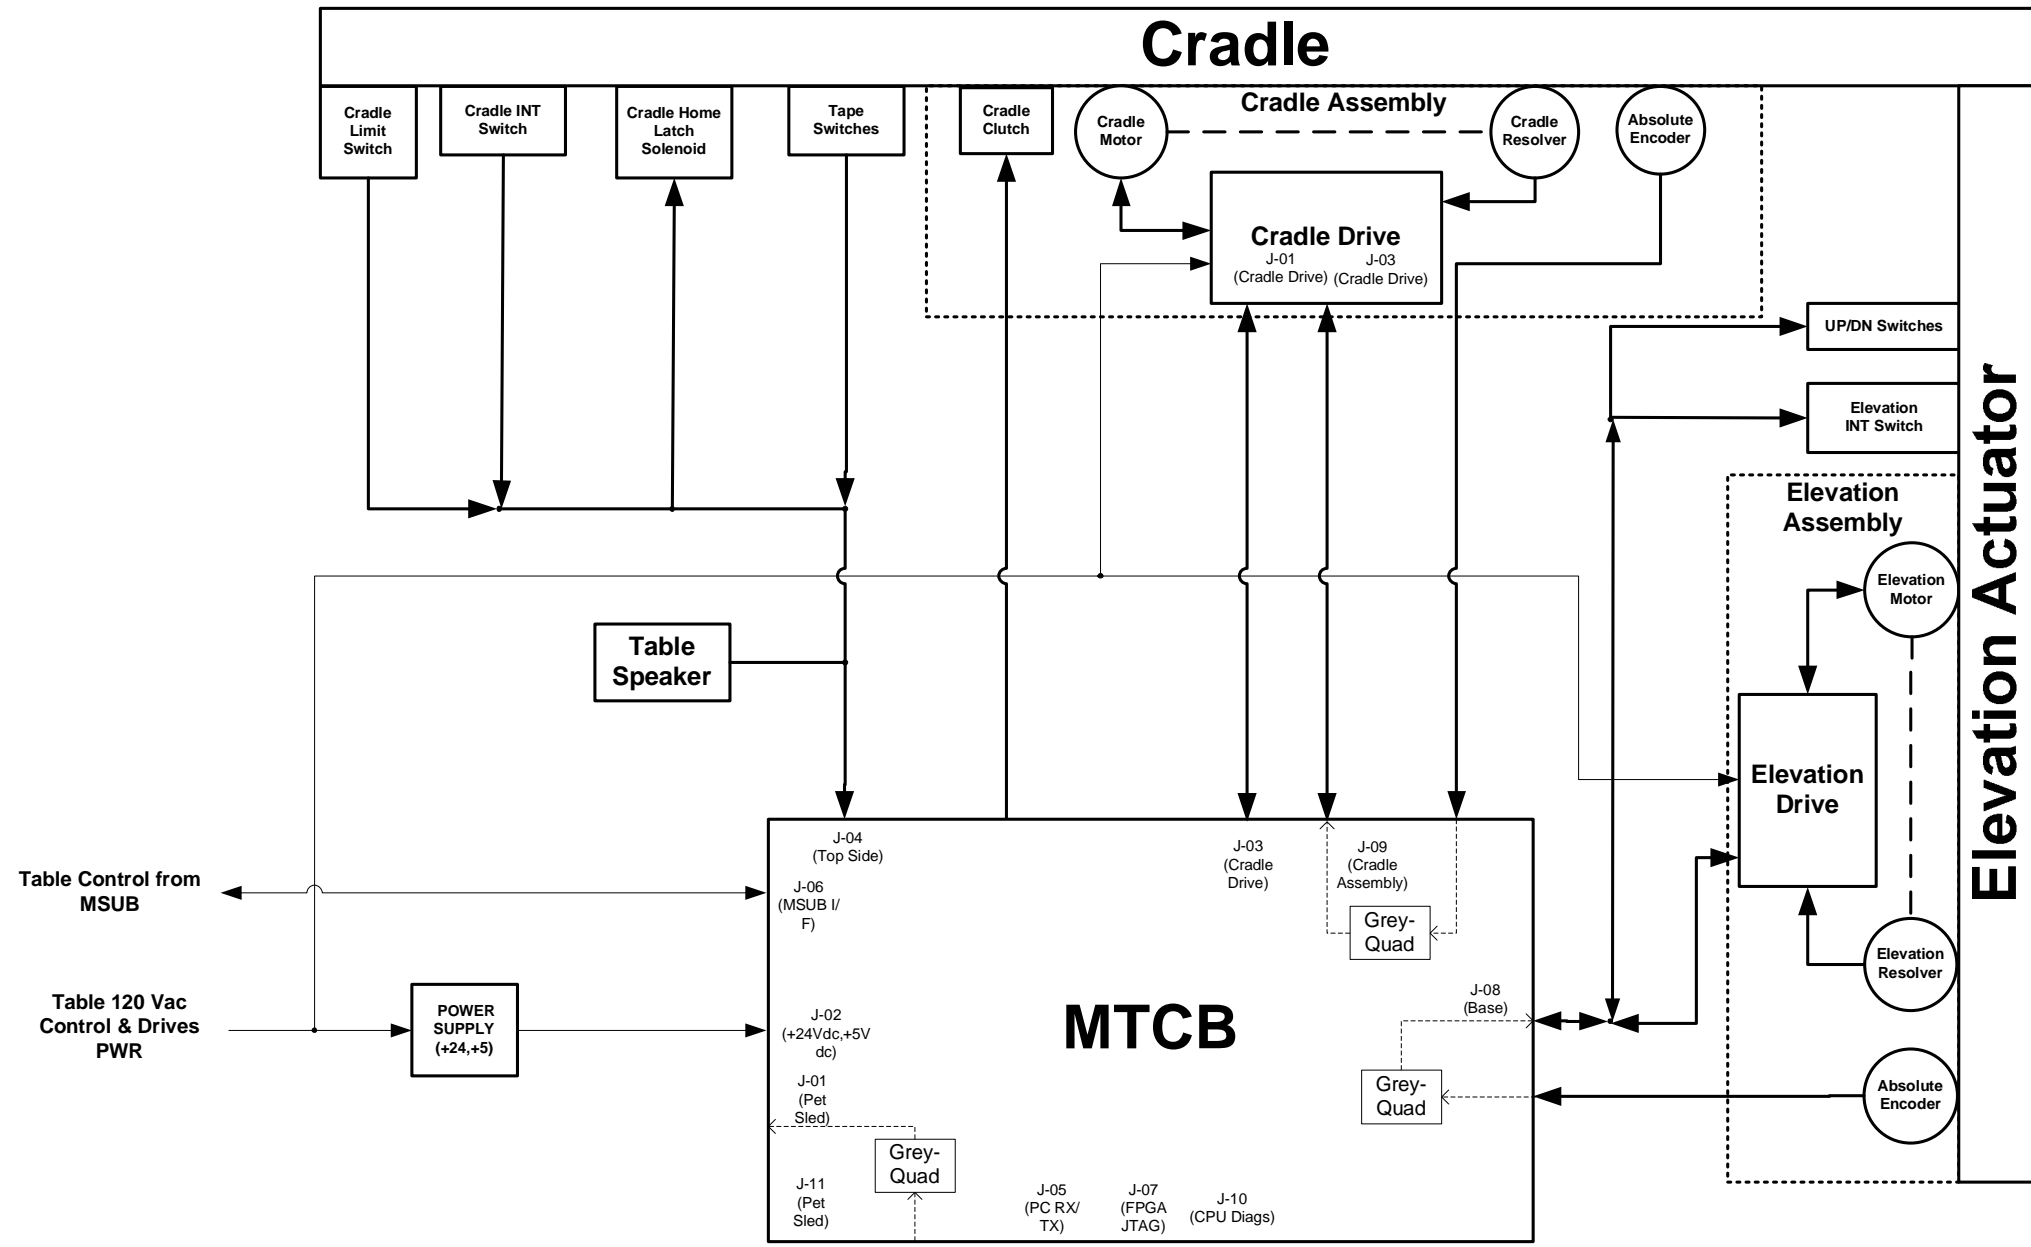 Cradle
Cradle
Limit
Switch
Cradle INT
Switch
Cradle Home
Latch
Solenoid
Tape
Switches
Cradle
Clutch
Cradle
Motor
Cradle Assembly
Cradle
Resolver
Absolute
Encoder
Cradle Drive
J-01
(Cradle Drive)
J-03
(Cradle Drive)
UP/DN Switches
Elevation
INT Switch
Elevation Actuator
Elevation
Assembly
Elevation
Motor
Table
Speaker
Elevation
Drive
Elevation
Resolver
Absolute
Encoder
Table Control from
MSUB
Table 120 Vac
Control & Drives
PWR
POWER
SUPPLY
(+24,+5)
J-04
(Top Side)
J-06
(MSUB I/
F)
J-03
(Cradle
Drive)
J-09
(Cradle
Assembly)
Grey-
Quad
J-02
(+24Vdc,+5V
dc)
MTCB
J-08
(Base)
Grey-
Quad
J-01
(Pet
Sled)
Grey-
Quad
J-11
(Pet
Sled)
J-05
(PC RX/
TX)
J-07
(FPGA
JTAG)
J-10
(CPU Diags)